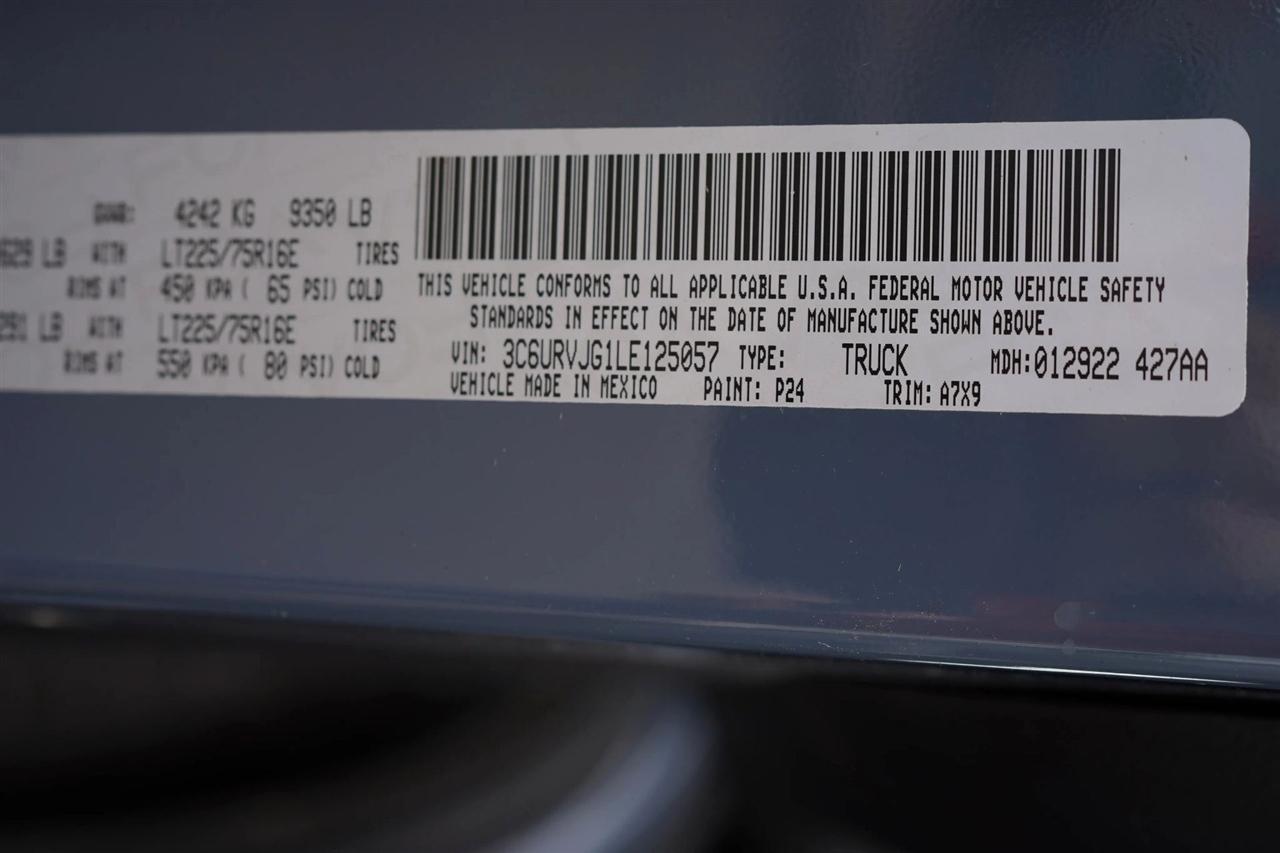 4242 KG 9350 LB
629 LB WITH LT225/75R16E TIRES
RIMS AT 450 KPA ( 65 PSI) COLD
291 LB WITH LT225/75R16E TIRES
RIMS AT 550 KPA ( 80 PSI) COLD
THIS VEHICLE CONFORMS TO ALL APPLICABLE U.S.A. FEDERAL MOTOR VEHICLE SAFETY
STANDARDS IN EFFECT ON THE DATE OF MANUFACTURE SHOWN ABOVE.
VIN: 3C6URVJG1LE125057 TYPE: TRUCK MDH:012922 427AA
VEHICLE MADE IN MEXICO PAINT: P24 TRIM: A7X9